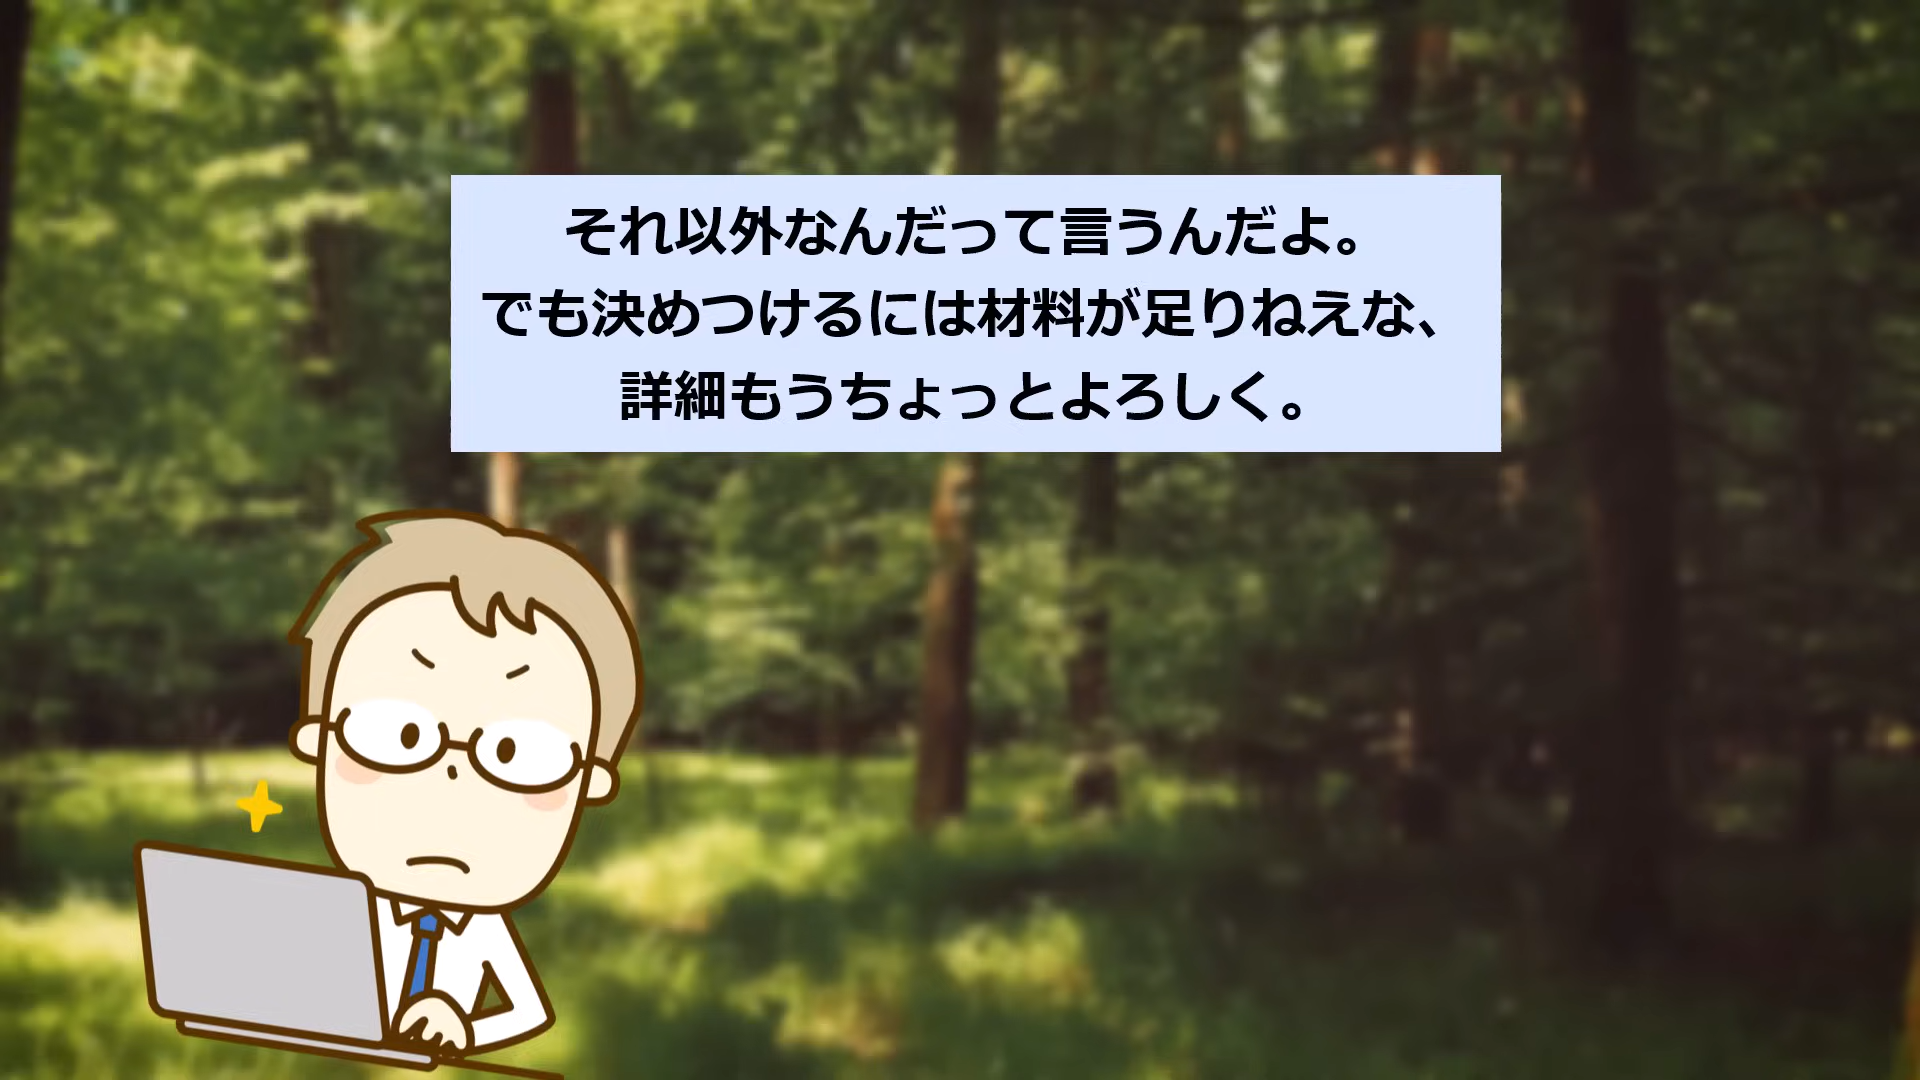 それ以外なんだって言うんだよ。
でも決めつけるには材料が足りねえな、
詳細もうちょっとよろしく。